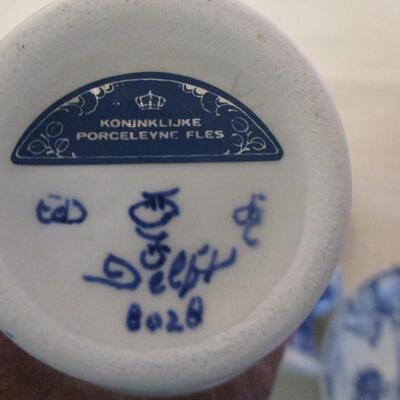 KONINKLIJKE
PORCELEYNE FLES
Delft
8028